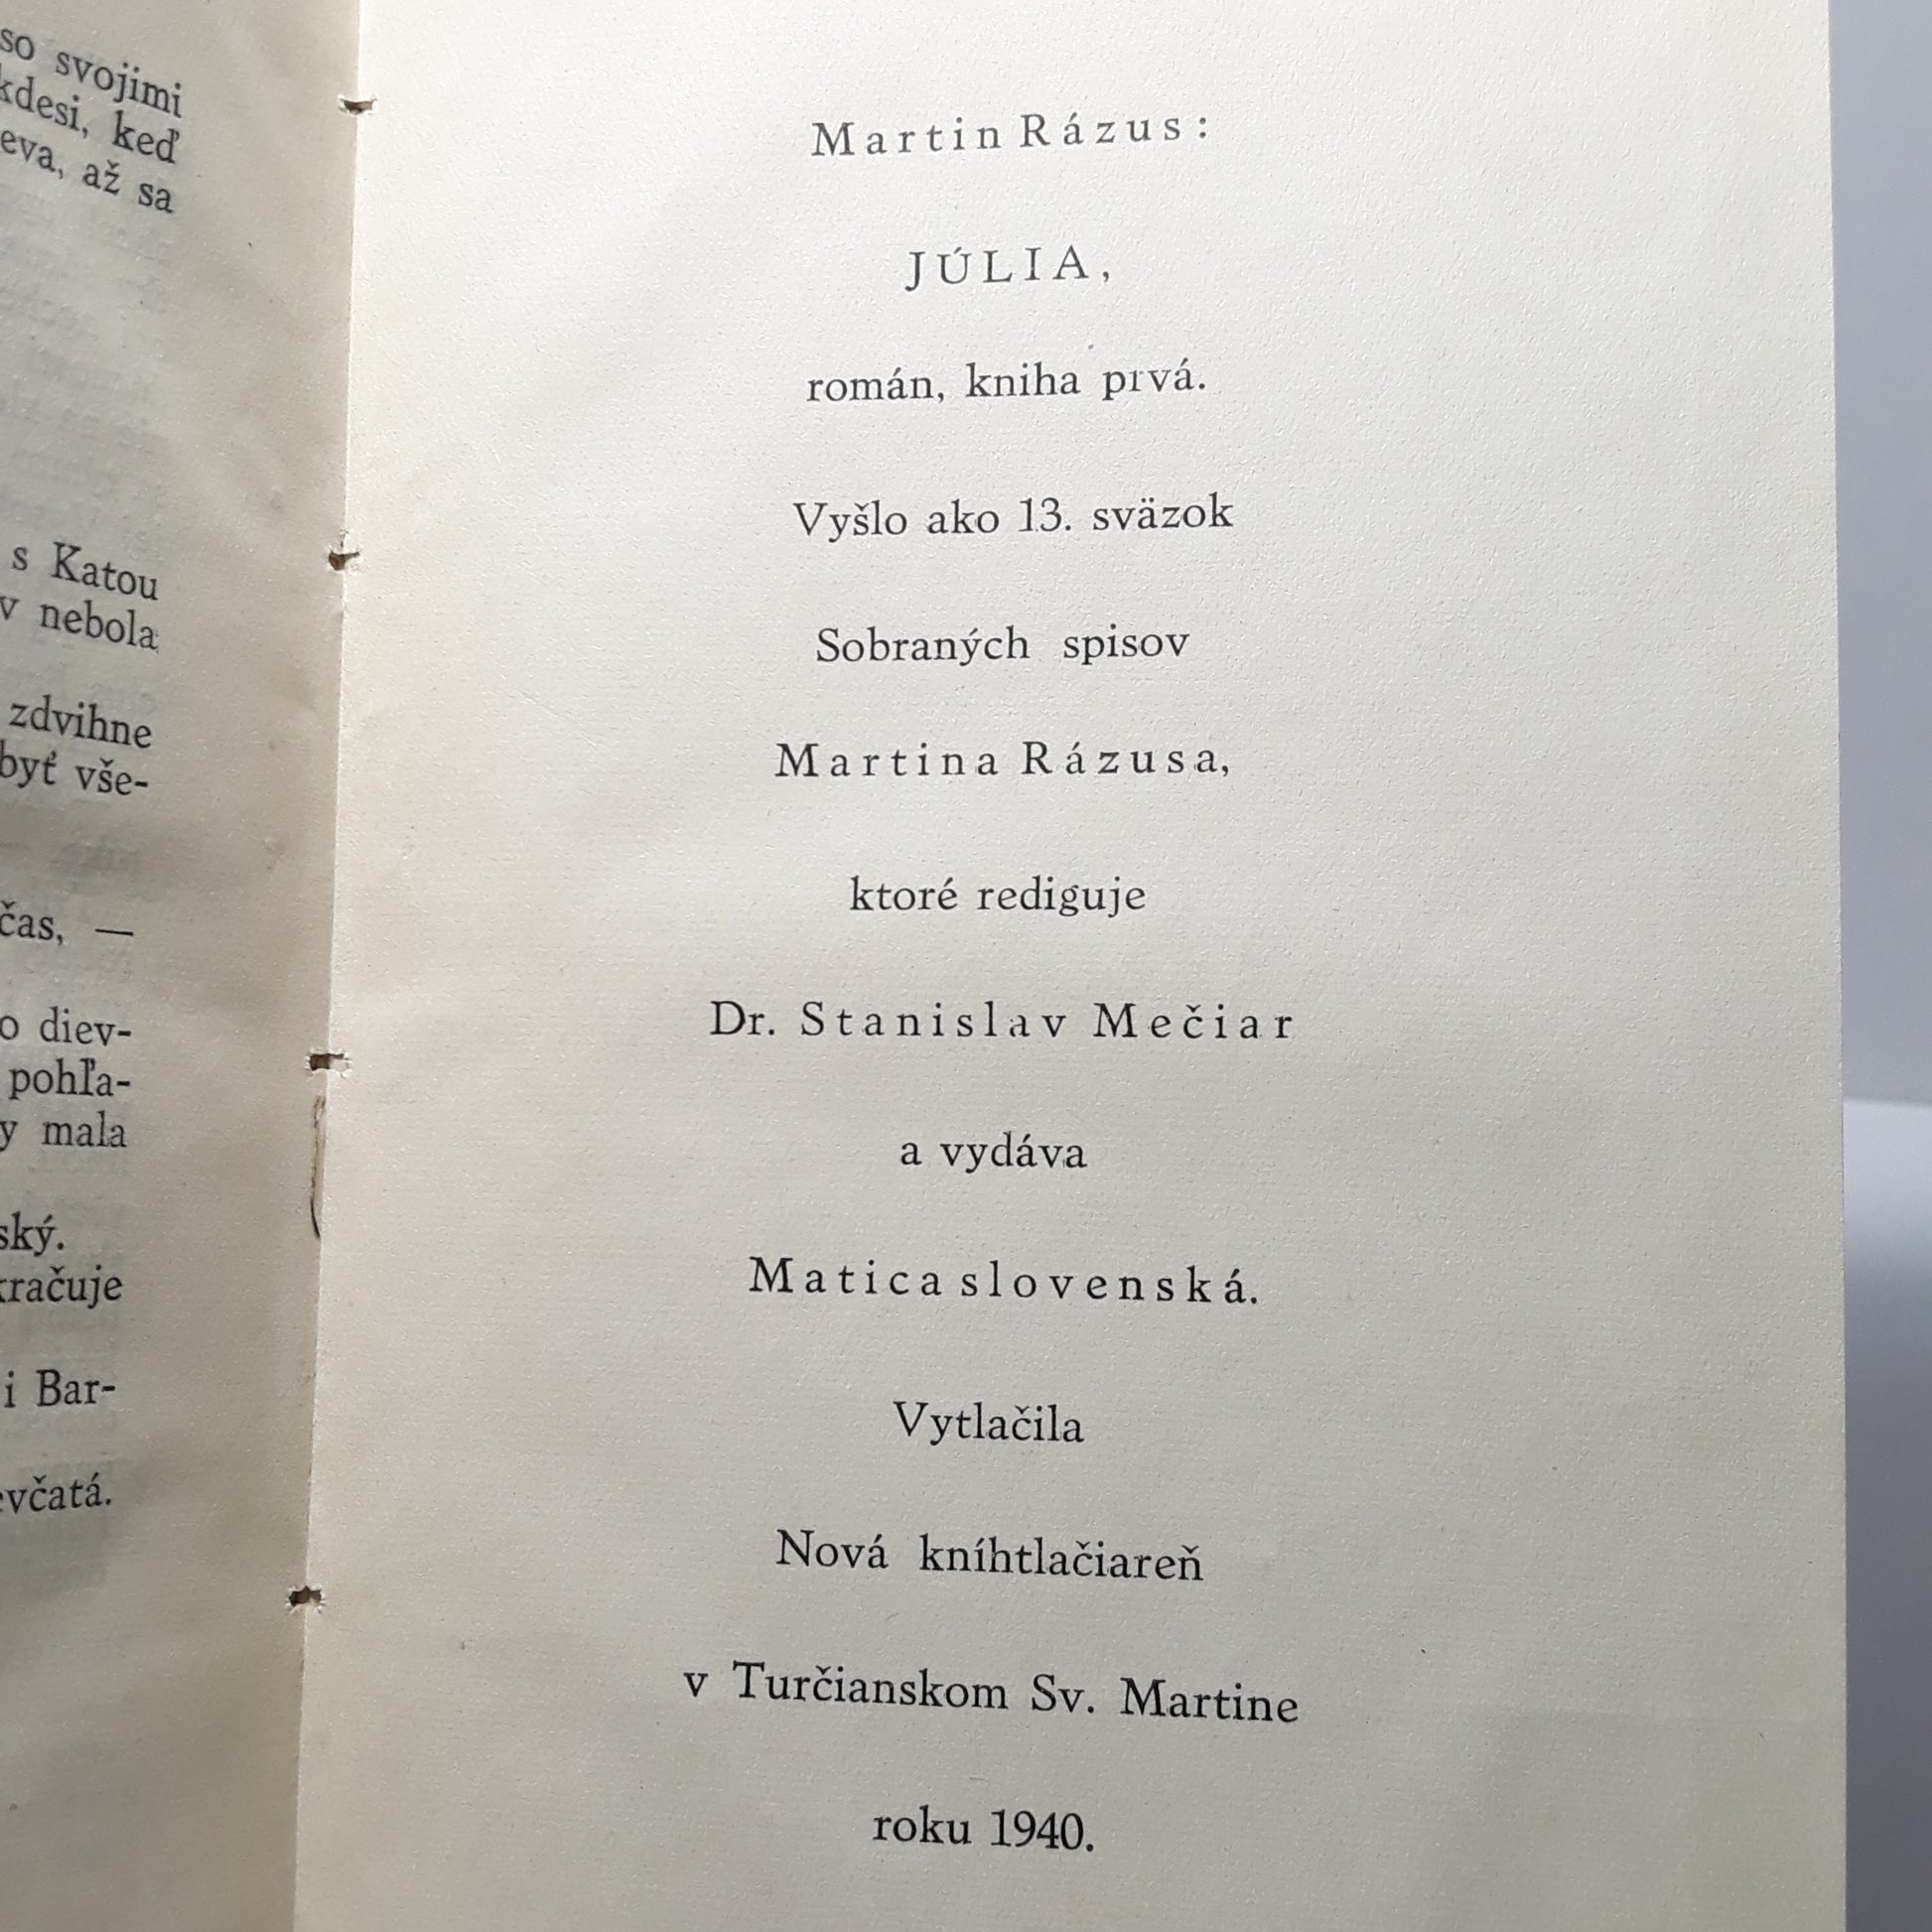 so svojimi
kdesi, keď
eva, až sa
s Katou
v nebola
zdvihne
byť vše-
čas, —
o diev-
pohľa-
y mala
ský.
kračuje
i Bar-
evčatá.
Martin Rázus:
JÚLIA,
román, kniha prvá.
Vyšlo ako 13. sväzok
Sobraných spisov
Martina Rázusa,
ktoré rediguje
Dr. Stanislav Mečiar
a vydáva
Matica slovenská.
Vytlačila
Nová kníhtlačiareň
v Turčianskom Sv. Martine
roku 1940.